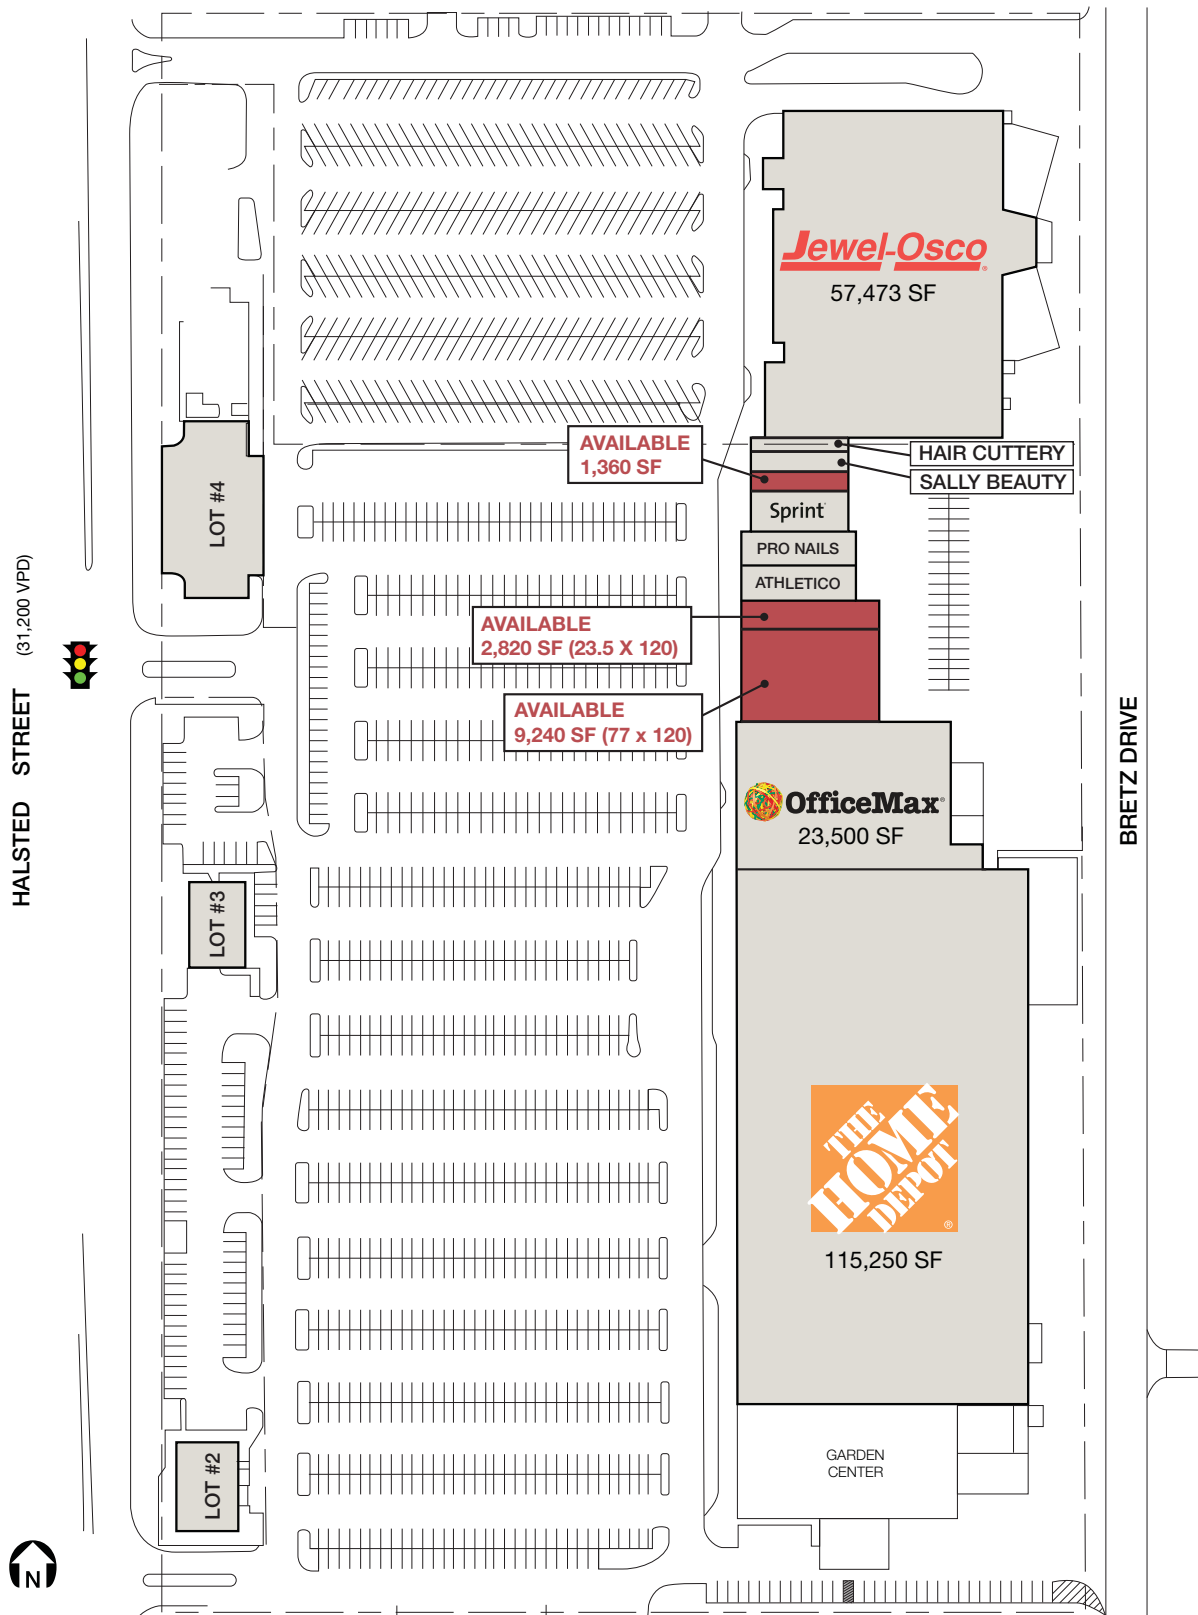 Jewel-Osco
57,473 SF
AVAILABLE
1,360 SF
HAIR CUTTERY
SALLY BEAUTY
Sprint
PRO NAILS
ATHLETICO
AVAILABLE
2,820 SF (23.5 X 120)
AVAILABLE
9,240 SF (77 x 120)
OfficeMax
23,500 SF
THE
HOME
DEPOT
®
115,250 SF
GARDEN
CENTER
LOT #4
LOT #3
LOT #2
HALSTED STREET (31,200 VPD)
BRETZ DRIVE
N